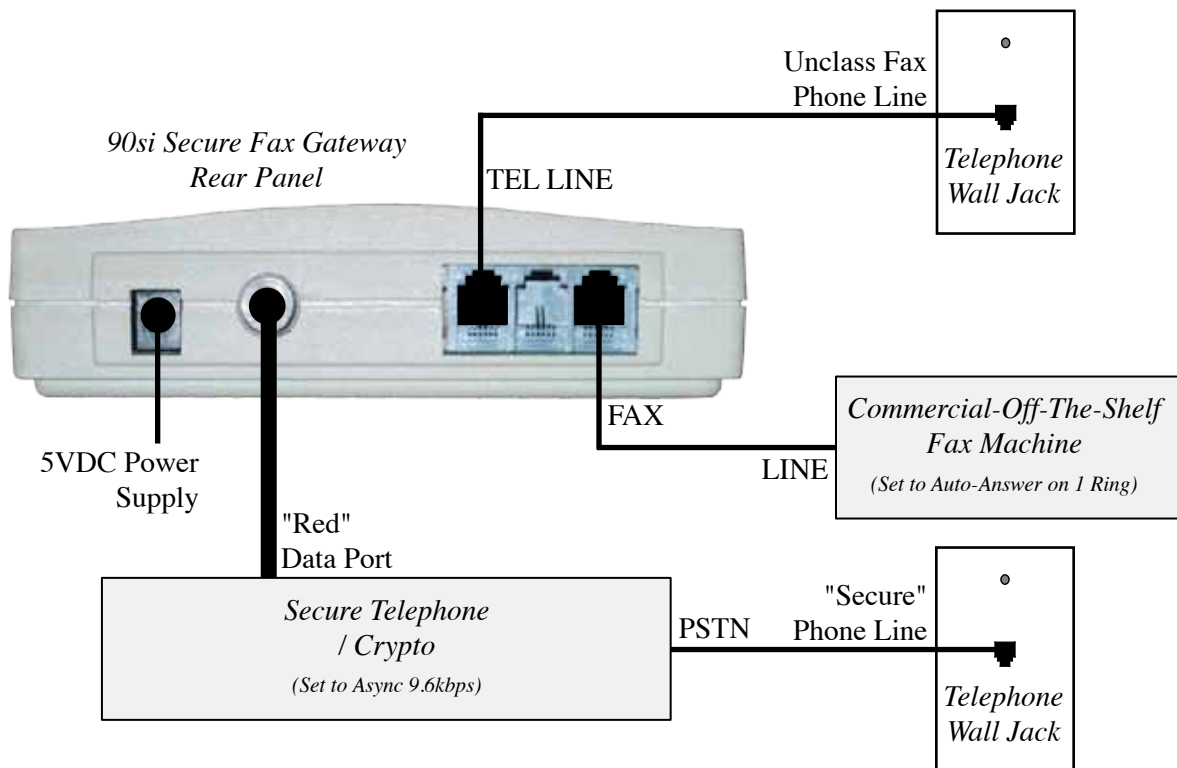 Unclass Fax
Phone Line
Telephone
Wall Jack
90si Secure Fax Gateway
Rear Panel
TEL LINE
FAX
LINE
Commercial-Off-The-Shelf
Fax Machine
(Set to Auto-Answer on 1 Ring)
5VDC Power
Supply
"Red"
Data Port
Secure Telephone
/ Crypto
(Set to Async 9.6kbps)
PSTN
"Secure"
Phone Line
Telephone
Wall Jack